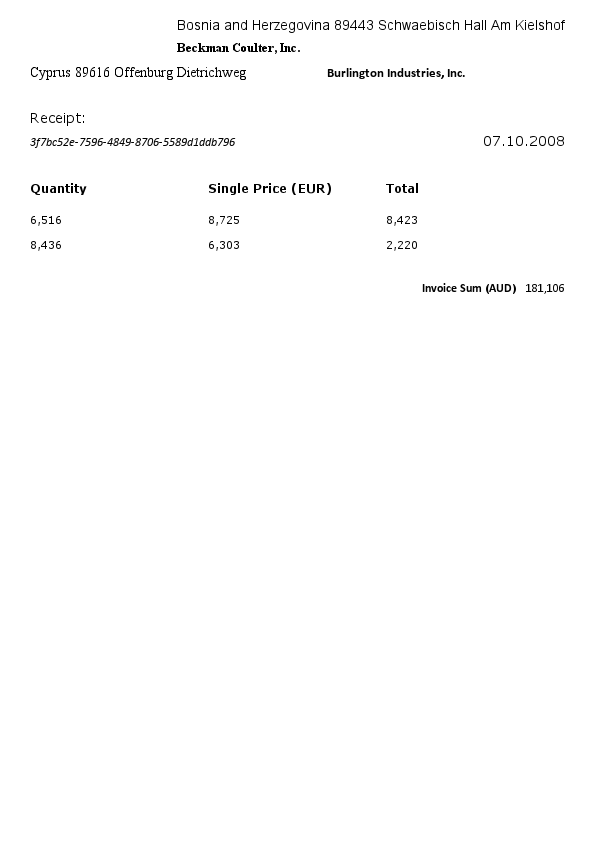 Bosnia and Herzegovina 89443 Schwaebisch Hall Am Kielshof
Beckman Coulter, Inc.
Cyprus 89616 Offenburg Dietrichweg Burlington Industries, Inc.
Receipt:
3f7bc52e-7596-4849-8706-5589d1ddb796 07.10.2008
Quantity Single Price (EUR) Total
6,516 8,725 8,423
8,436 6,303 2,220
Invoice Sum (AUD) 181,106